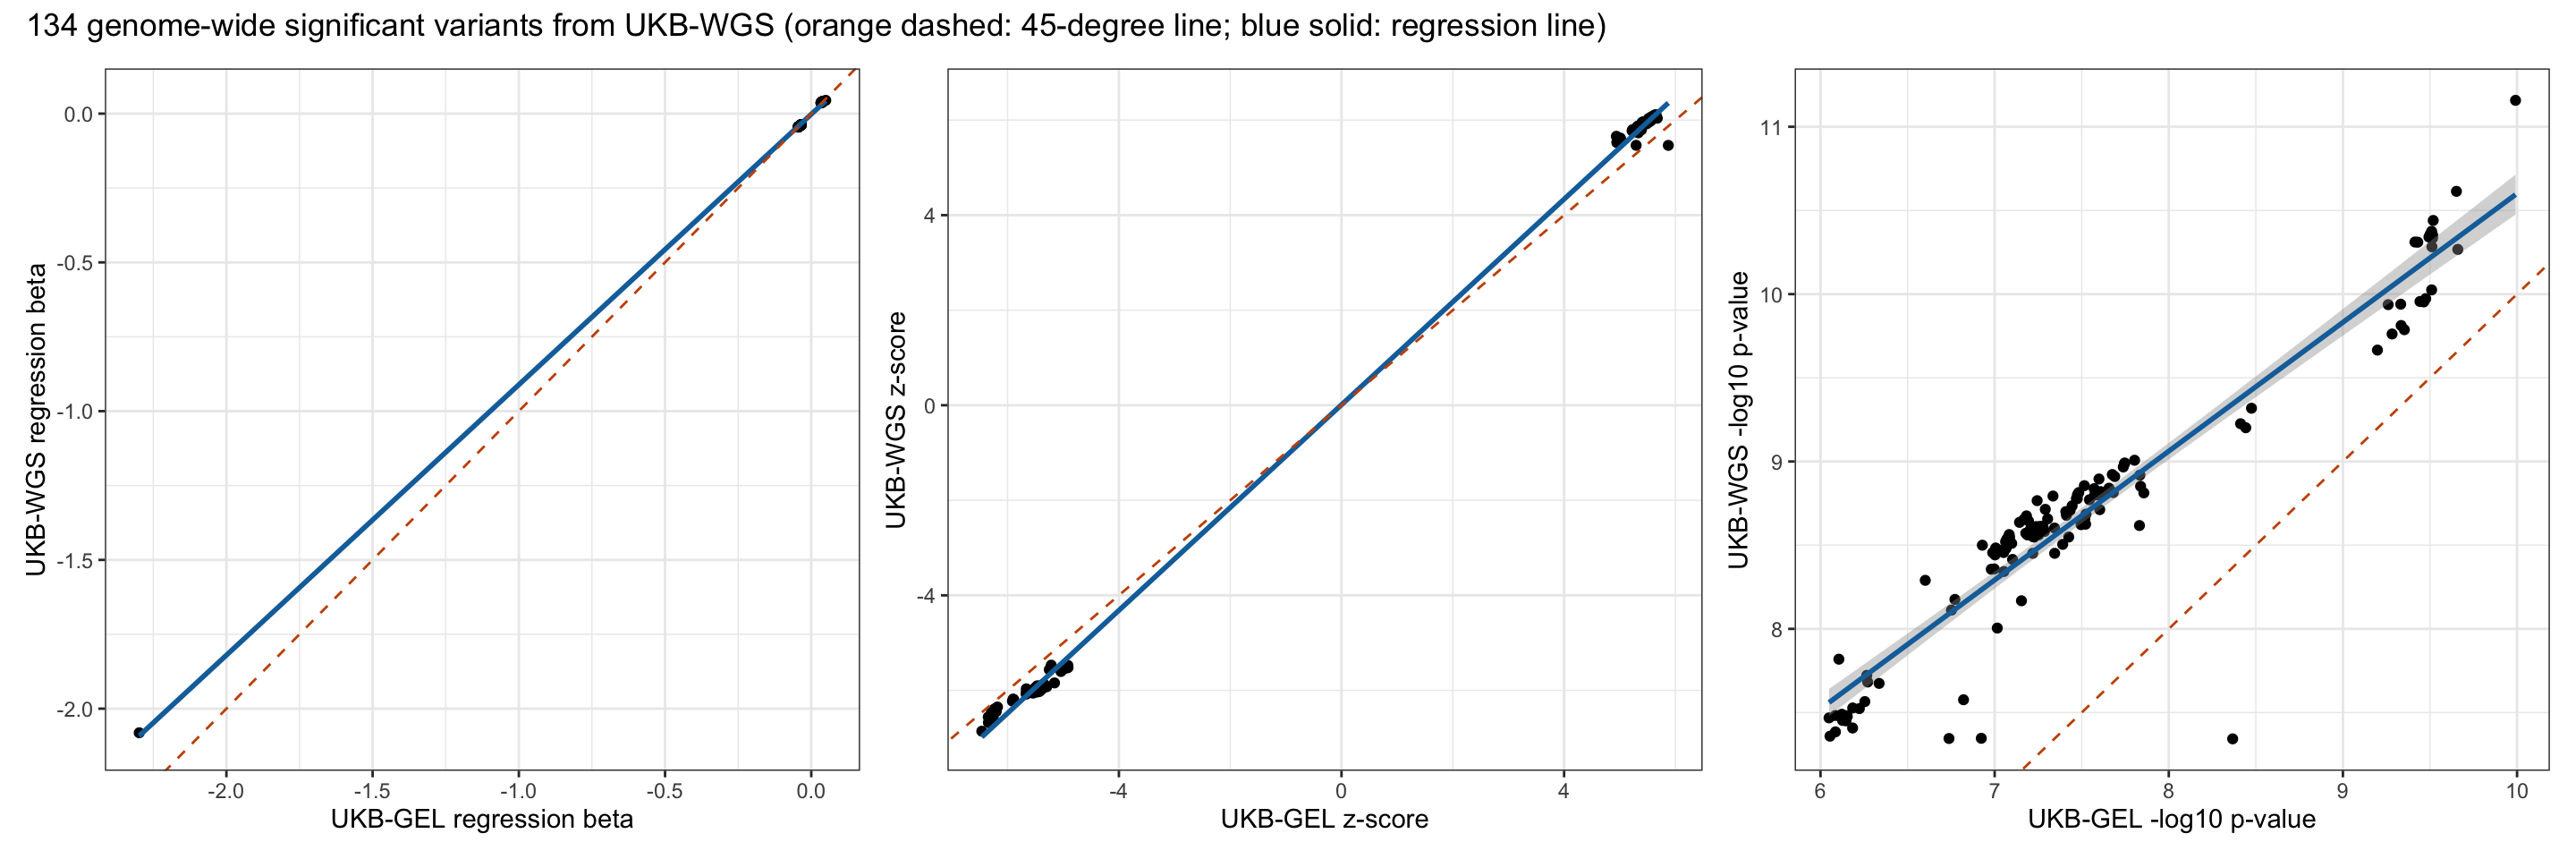 134 genome-wide significant variants from UKB-WGS (orange dashed: 45-degree line; blue solid: regression line)
UKB-WGS regression beta
0.0
-0.5
-1.0
-1.5
-2.0
-2.0 -1.5 -1.0 -0.5 0.0
UKB-GEL regression beta
UKB-WGS z-score
4
0
-4
-4 0 4
UKB-GEL z-score
UKB-WGS -log10 p-value
11
10
9
8
6 7 8 9 10
UKB-GEL -log10 p-value